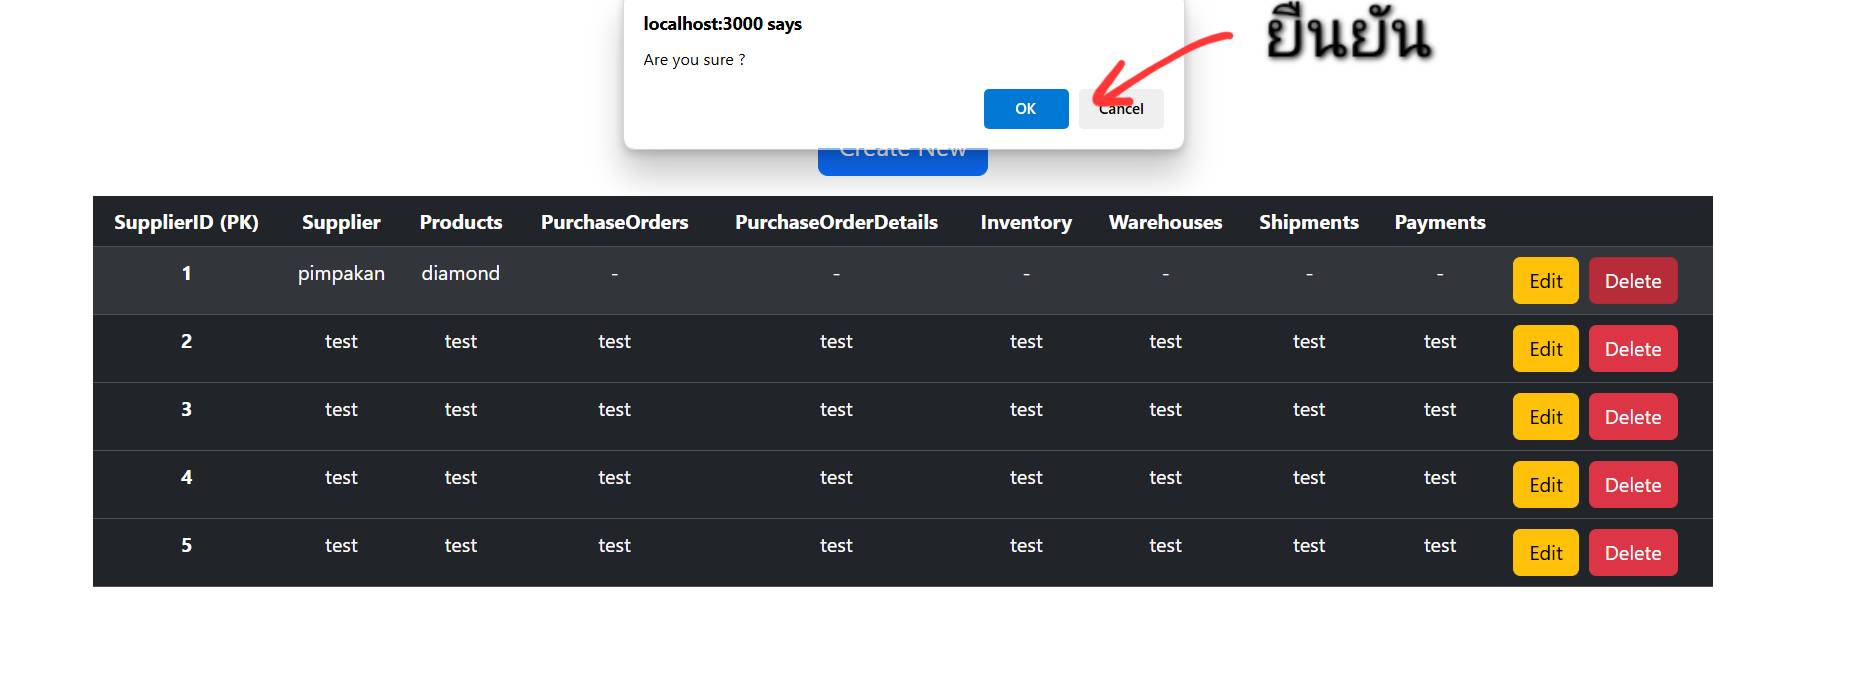 localhost:3000 says
ยืนยัน
Are you sure ?
OK Cancel
Create New
SupplierID (PK) Supplier Products PurchaseOrders PurchaseOrderDetails Inventory Warehouses Shipments Payments
1 pimpakan diamond - - - - - - Edit Delete
2 test test test test test test test test Edit Delete
3 test test test test test test test test Edit Delete
4 test test test test test test test test Edit Delete
5 test test test test test test test test Edit Delete